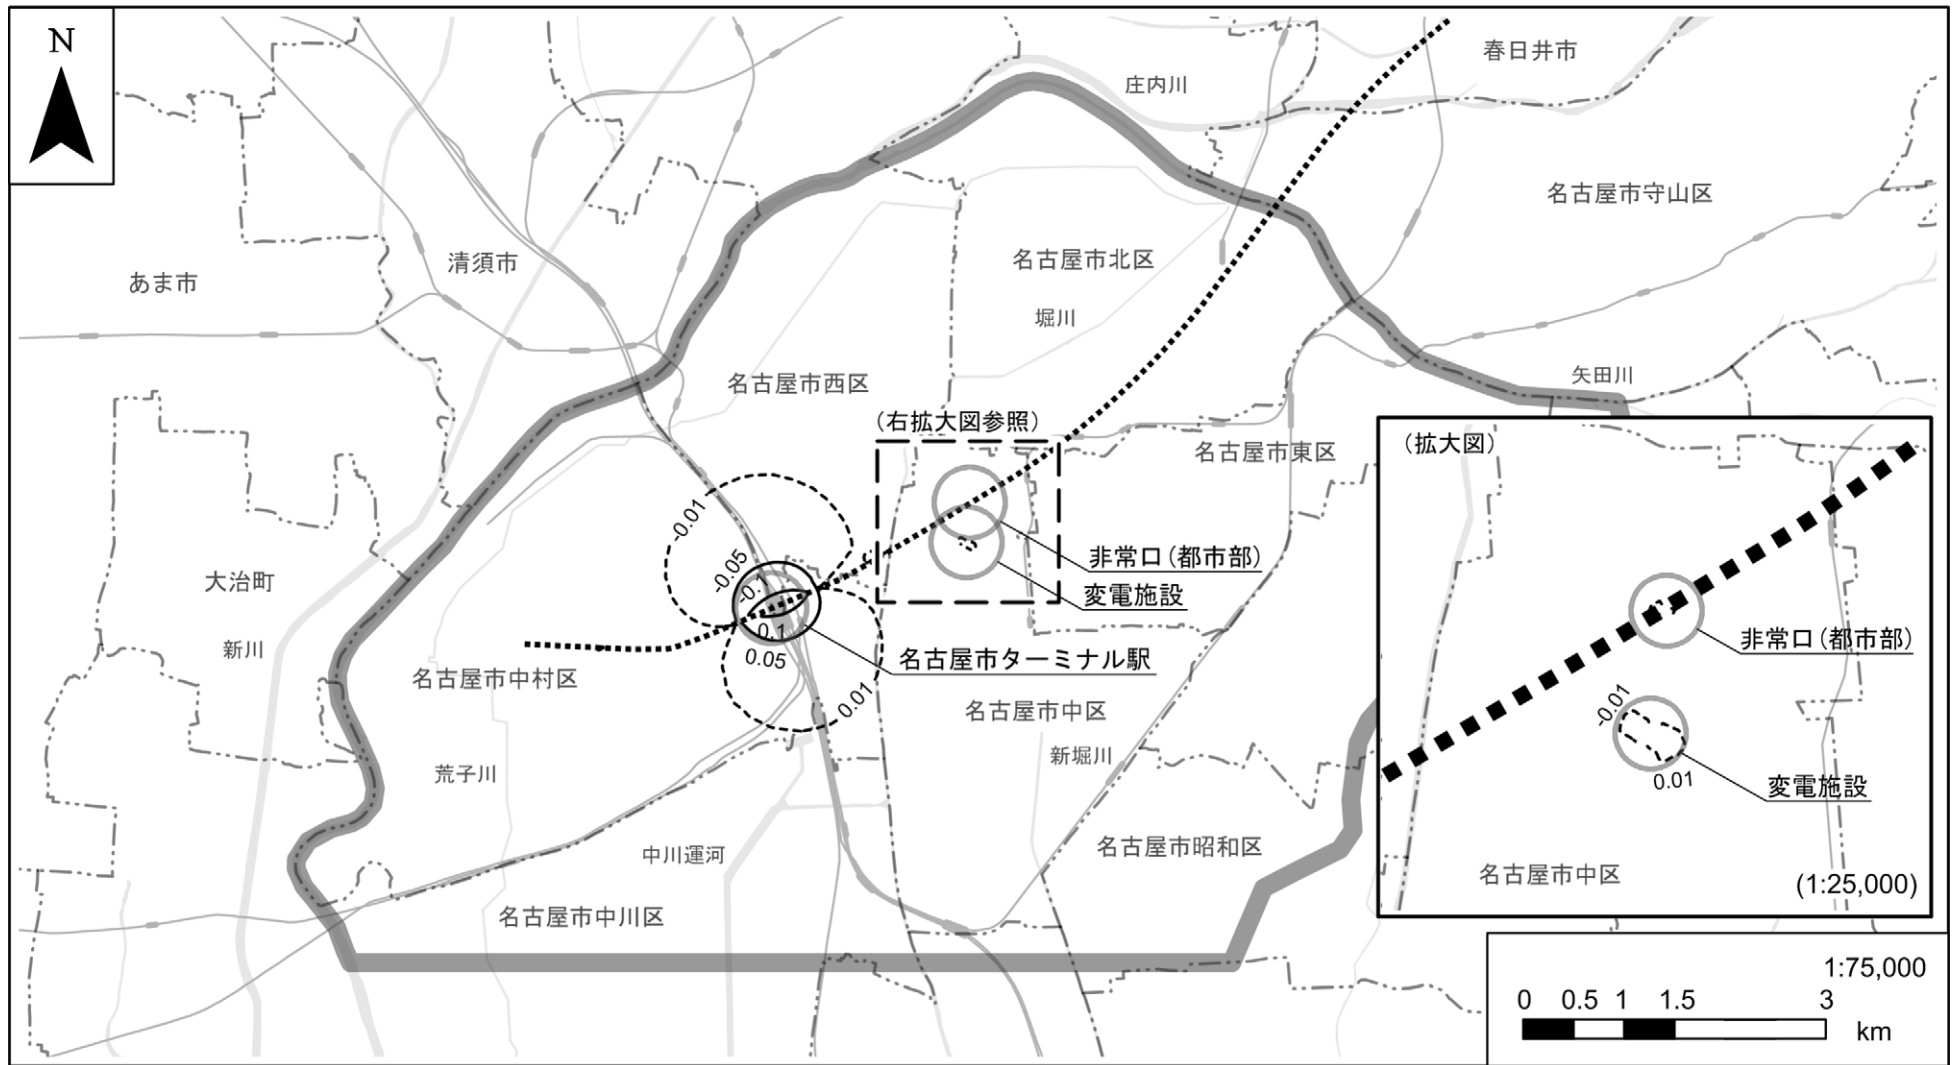 N
春日井市
庄内川
名古屋市守山区
あま市
清須市
名古屋市北区
堀川
名古屋市西区
矢田川
(右拡大図参照)
名古屋市東区
(拡大図)
-0.01
-0.05
-0.1
0.1
0.05
0.01
非常口(都市部)
変電施設
名古屋市ターミナル駅
大治町
新川
名古屋市中村区
名古屋市中区
新堀川
荒子川
中川運河
名古屋市昭和区
名古屋市中川区
非常口(都市部)
-0.01
0.01
変電施設
名古屋市中区
(1:25,000)
1:75,000
0 0.5 1 1.5 3
km